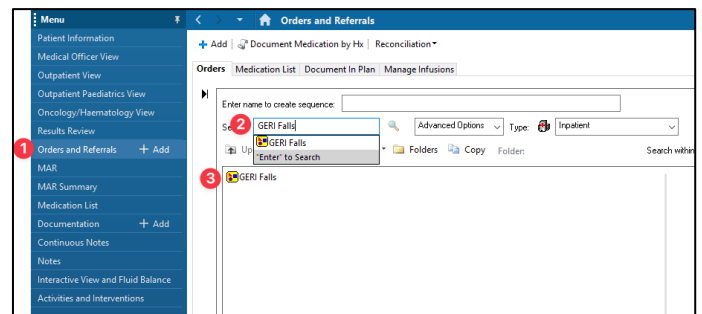 Menu
Orders and Referrals
Patient Information
Medical Officer View
Outpatient View
Outpatient Paediatrics View
Oncology/Haematology View
Results Review
1
Orders and Referrals + Add
MAR
MAR Summary
Medication List
Documentation + Add
Continuous Notes
Notes
Interactive View and Fluid Balance
Activities and Interventions
+ Add | Document Medication by Hx | Reconciliation
Orders Medication List Document In Plan Manage Infusions
Enter name to create sequence:
Se 2 GERI Falls Advanced Options Type: Inpatient
GERI Falls
'Enter' to Search
Up Folders Copy Folder: Search within
3 GERI Falls